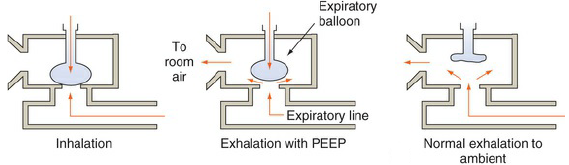 Expiratory
balloon
To
room
air
Expiratory line
Inhalation
Exhalation with PEEP
Normal exhalation to
ambient